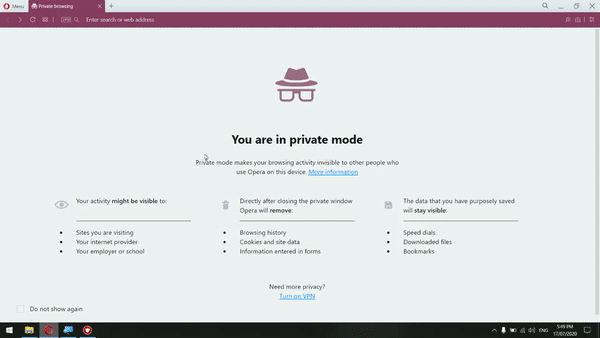 Menu
Private browsing
VPN
Enter search or web address
You are in private mode
Private mode makes your browsing activity invisible to other people who
use Opera on this device. More information
Your activity might be visible to:
Sites you are visiting
Your internet provider
Your employer or school
Directly after closing the private window
Opera will remove:
Browsing history
Cookies and site data
Information entered in forms
The data that you have purposely saved
will stay visible:
Speed dials
Downloaded files
Bookmarks
Need more privacy?
Turn on VPN
Do not show again
ENG
5:49 PM
17/07/2020